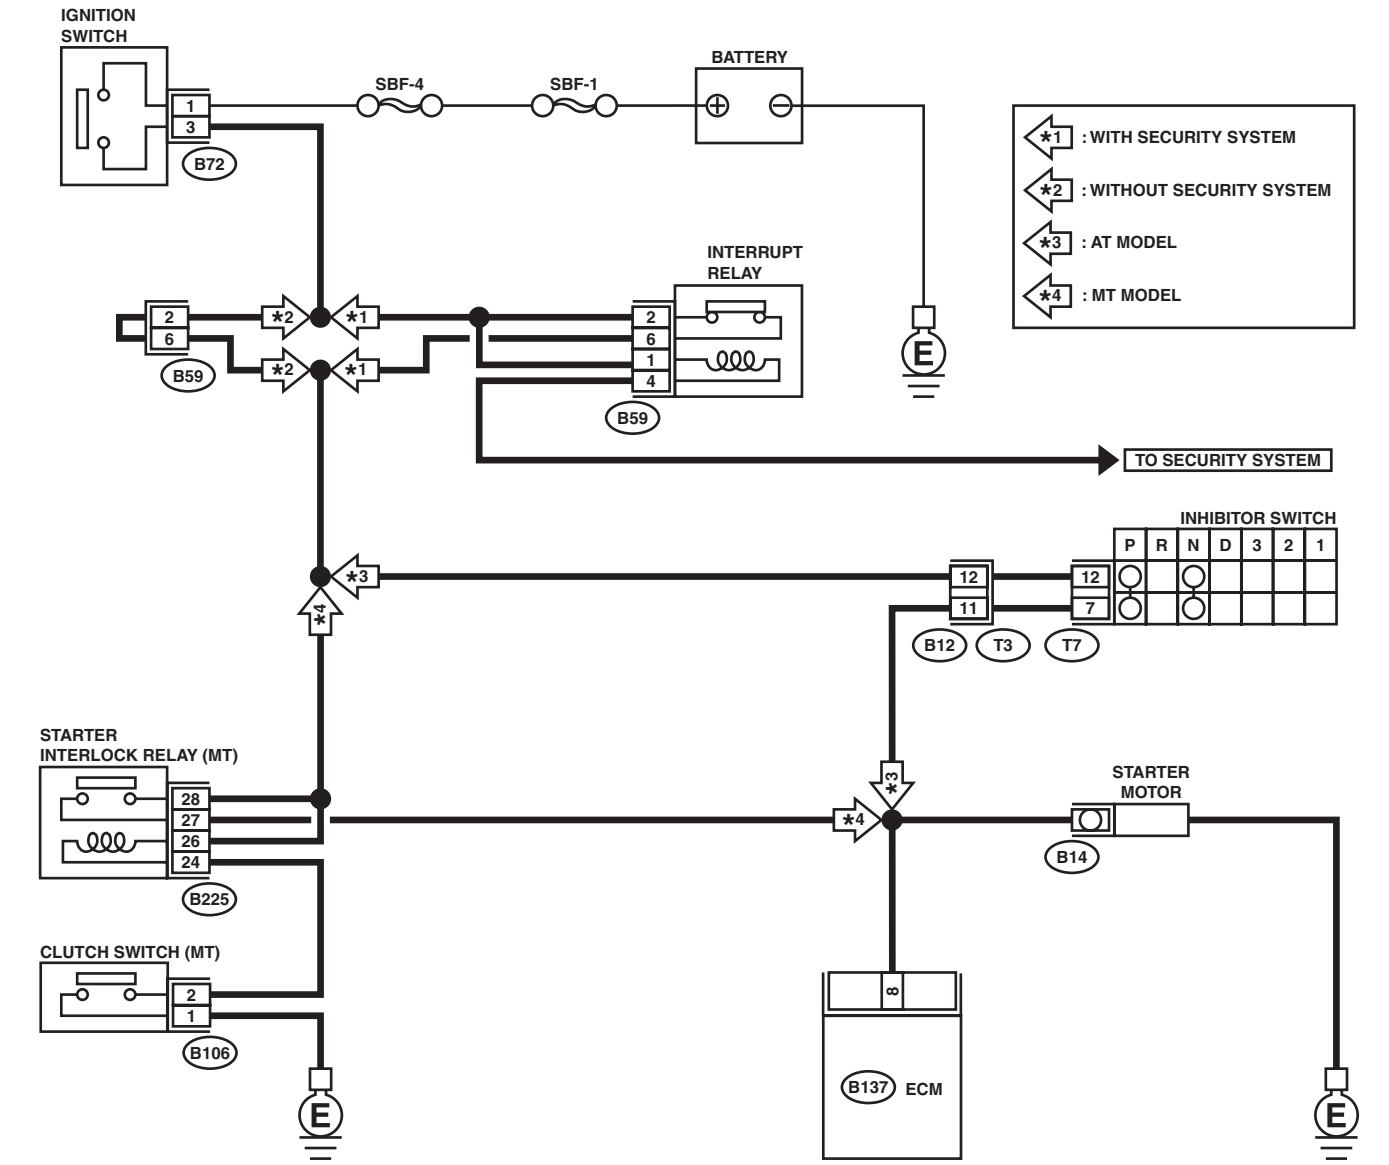 IGNITION
SWITCH
1
3
B72
SBF-4
SBF-1
BATTERY
+
−
*1 : WITH SECURITY SYSTEM
*2 : WITHOUT SECURITY SYSTEM
*3 : AT MODEL
*4 : MT MODEL
INTERRUPT
RELAY
2
6
B59
*2
*1
*2
*1
2
6
1
4
B59
E
TO SECURITY SYSTEM
INHIBITOR SWITCH
P R N D 3 2 1
*3
*4
12
11
12
7
B12
T3
T7
STARTER
INTERLOCK RELAY (MT)
28
27
26
24
B225
*3
*4
STARTER
MOTOR
B14
CLUTCH SWITCH (MT)
2
1
B106
E
8
B137 ECM
E